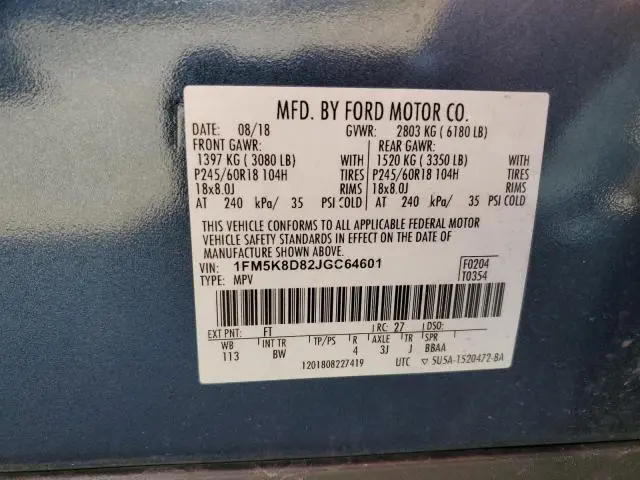 MFD. BY FORD MOTOR CO.
DATE: 08/18 GVWR: 2803 KG ( 6180 LB)
FRONT GAWR: REAR GAWR:
1397 KG ( 3080 LB) WITH 1520 KG ( 3350 LB) WITH
P245/60R18 104H TIRES P245/60R18 104H TIRES
18x8.0J RIMS 18x8.0J RIMS
AT 240 kPa/ 35 PSI COLD AT 240 kPa/ 35 PSI COLD
THIS VEHICLE CONFORMS TO ALL APPLICABLE FEDERAL MOTOR
VEHICLE SAFETY STANDARDS IN EFFECT ON THE DATE OF
MANUFACTURE SHOWN ABOVE.
VIN: 1FM5K8D82JGC64601 F0204
TYPE: MPV T0354
EXT PNT: FT RC: 27 DSO:
WB INT TR TP/PS R AXLE TR SPR
113 BW 4 3J J BBAA
1201808227419 UTC ▽ 5U5A-1520472-BA